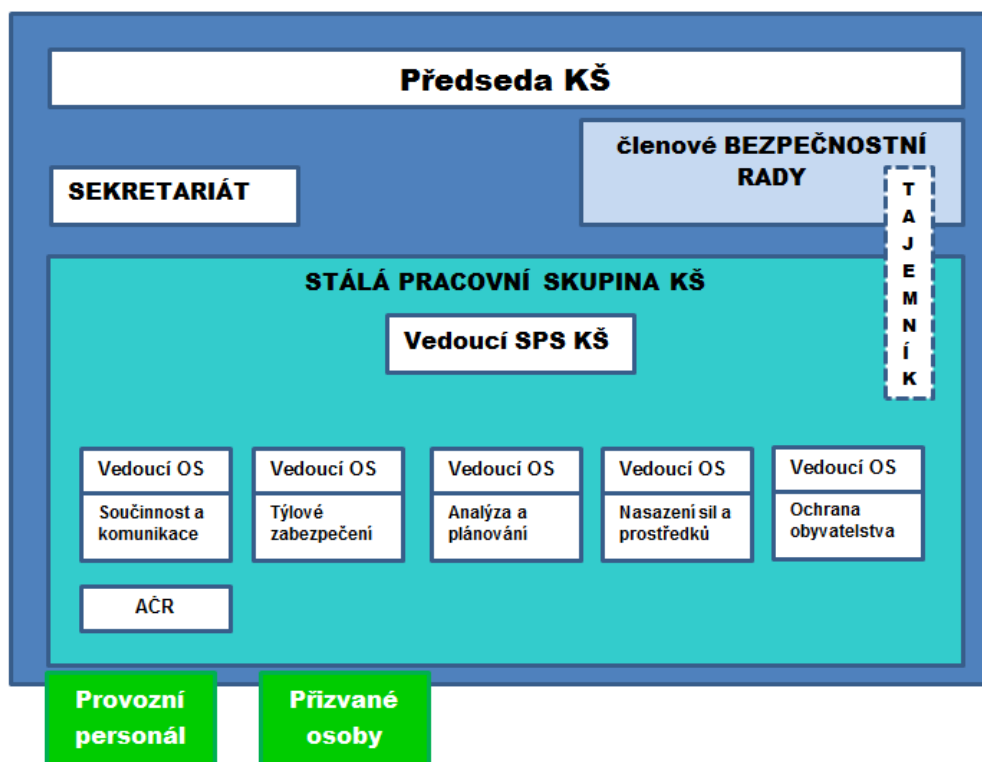 Předseda KŠ
členové BEZPEČNOSTNÍ
RADY
SEKRETARIÁT
TAJEMNÍK
STÁLÁ PRACOVNÍ SKUPINA KŠ
Vedoucí SPS KŠ
Vedoucí OS
Součinnost a
komunikace
Vedoucí OS
Týlové
zabezpečení
Vedoucí OS
Analýza a
plánování
Vedoucí OS
Nasazení sil a
prostředků
Vedoucí OS
Ochrana
obyvatelstva
AČR
Provozní
personál
Přizvané
osoby